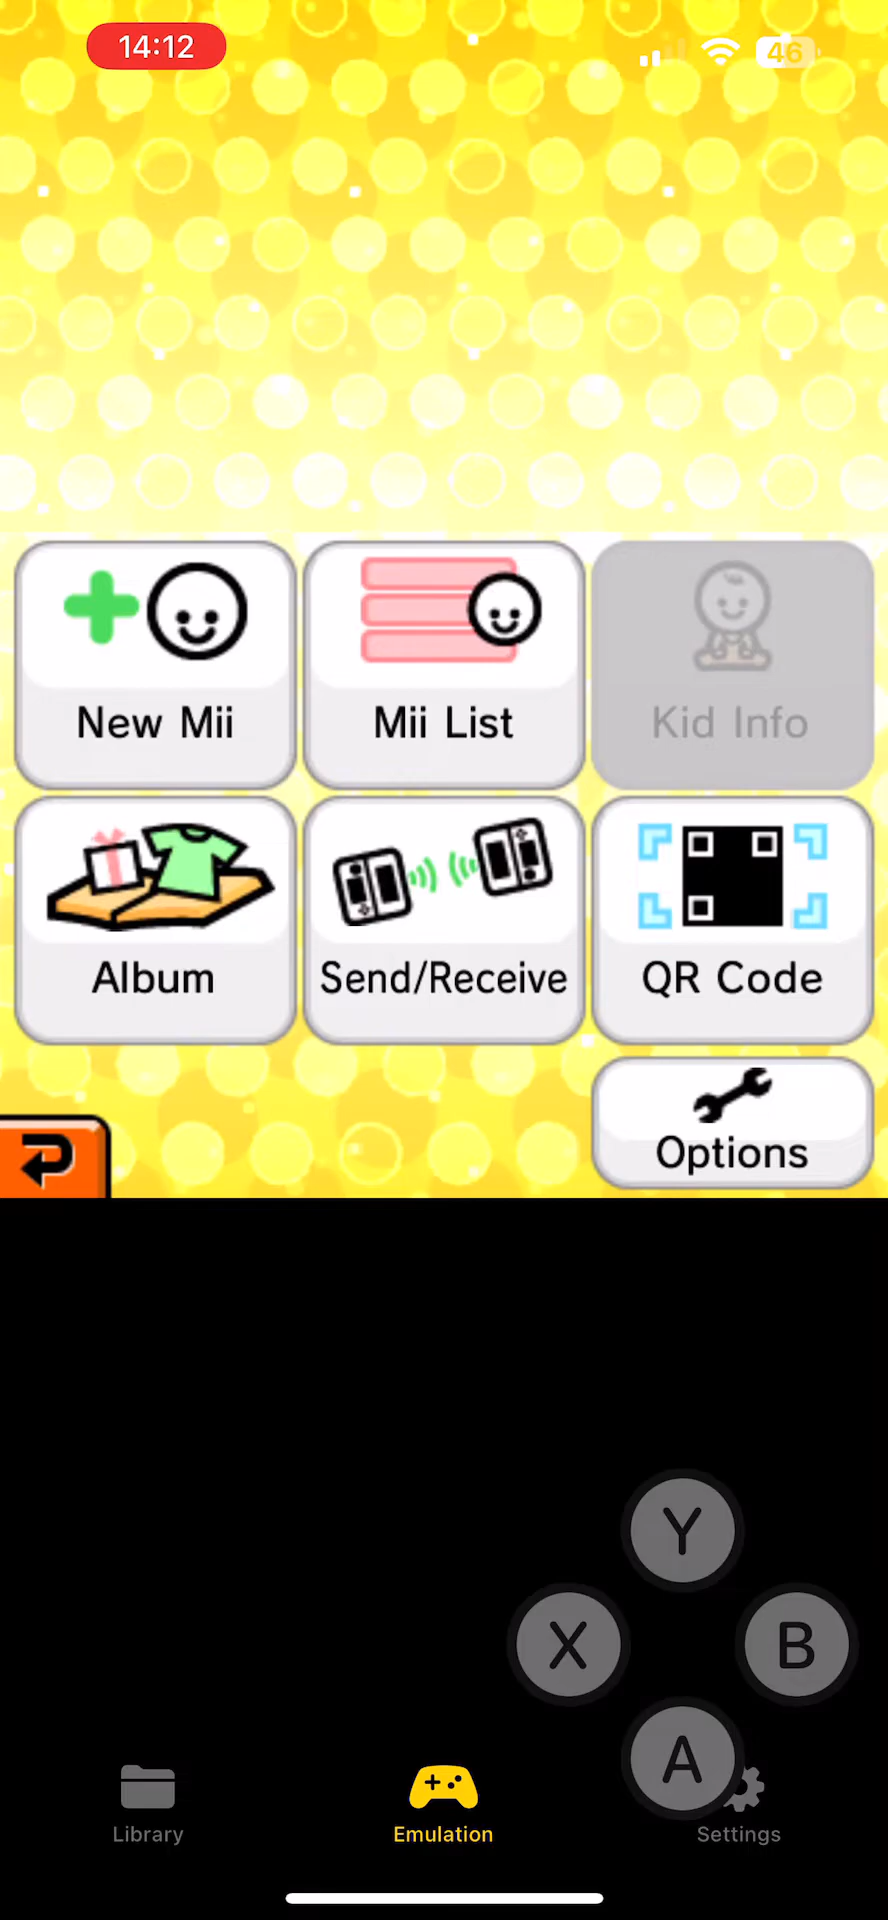 14:12
46
New Mii
Mii List
Kid Info
Album
Send/Receive
QR Code
Options
Y
X
B
A
Library
Emulation
Settings